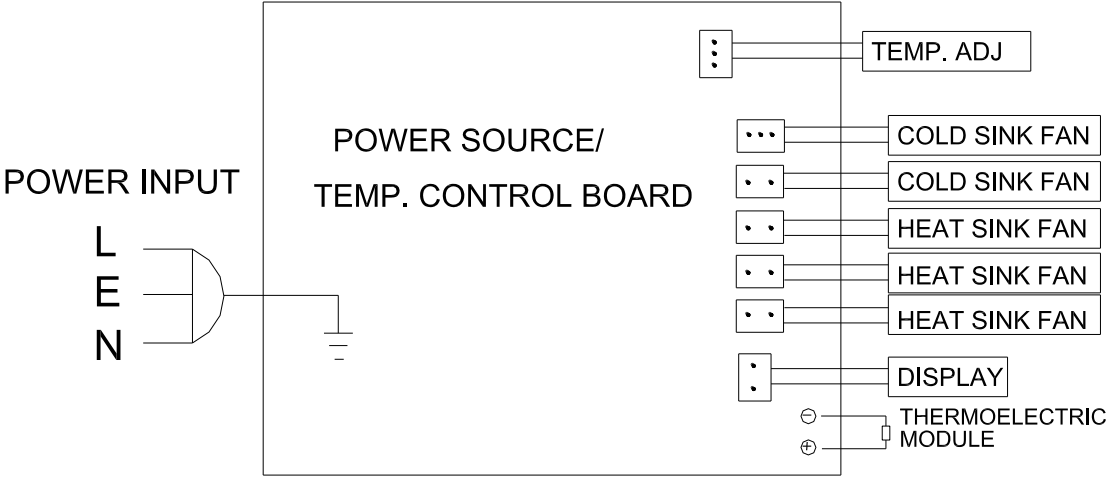 TEMP. ADJ
POWER SOURCE/
TEMP. CONTROL BOARD
POWER INPUT
L
E
N
COLD SINK FAN
COLD SINK FAN
HEAT SINK FAN
HEAT SINK FAN
HEAT SINK FAN
DISPLAY
THERMOELECTRIC
MODULE